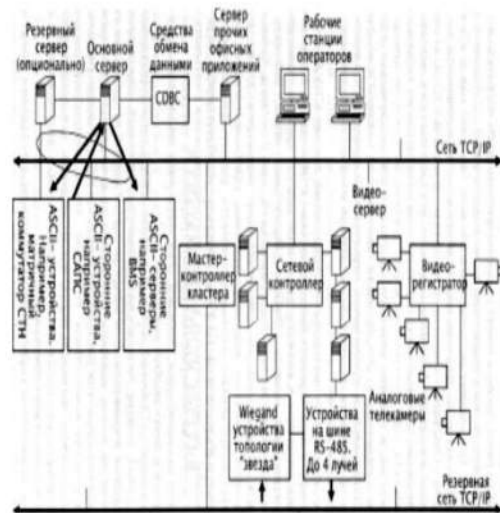 Резервный
сервер
(опционально)
Основной
сервер
Средства
обмена
данными
Сервер
прочих
офисных
приложений
Рабочие
станции
операторов
CDBC
Сеть TCP/IP
ASCII- устройства.
Например,
матричный
коммутатор СТН
Сторонние
ASCII- устройства,
например
САПС
Сторонние
ASCII- серверы,
например
BMS
Мастер-
контроллер
кластера
Сетевой
контроллер
Видео-
сервер
Видео-
регистратор
Аналоговые
телекамеры
Wiegand
устройства
топологии
"звезда"
Устройства
на шине
RS-485.
До 4 лучей
Резервная
сеть TCP/IP